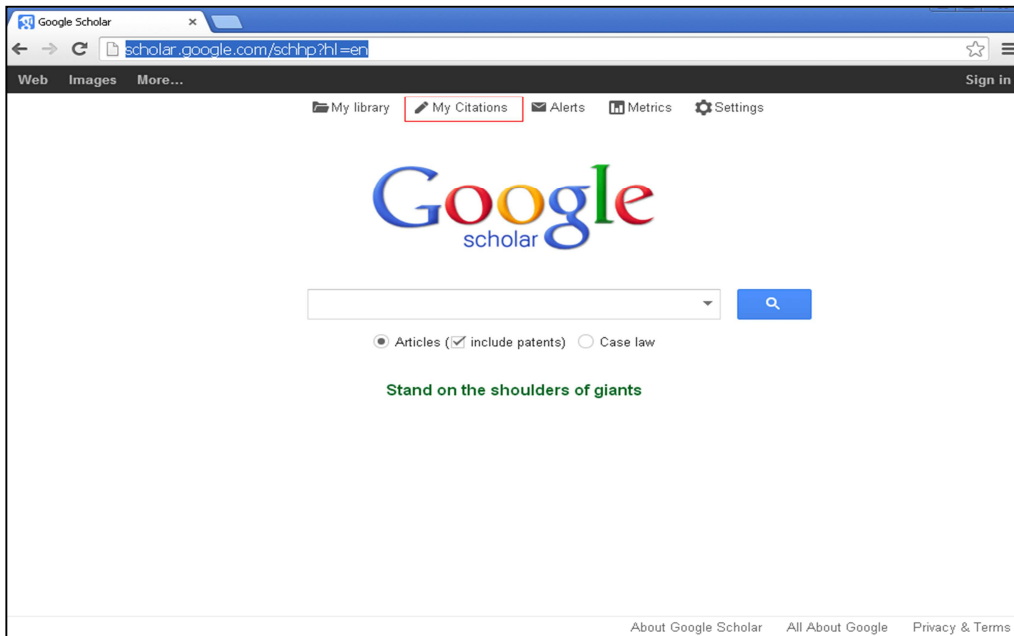 Google Scholar
scholar.google.com/schhp?hl=en
Web Images More... Sign in
My library My Citations Alerts Metrics Settings
Google
scholar
Articles ( include patents) Case law
Stand on the shoulders of giants
About Google Scholar All About Google Privacy & Terms